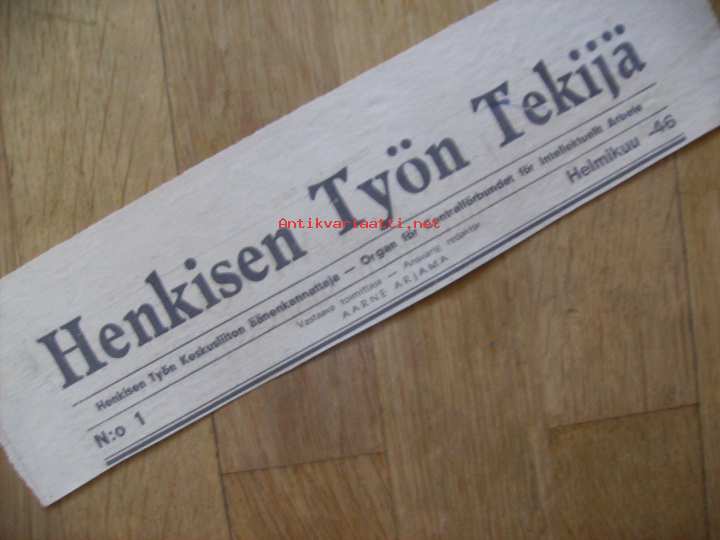 Henkisen Työn Tekijä
Henkisen Työn Keskusliiton äänenkannattaja — Organ för Centralförbundet för Intellektuellt Arbete
N:o 1
Vastaava toimittaja — Ansvarig redaktör
AARNE ARJAMA
Helmikuu -46
Antikvariaatti.net